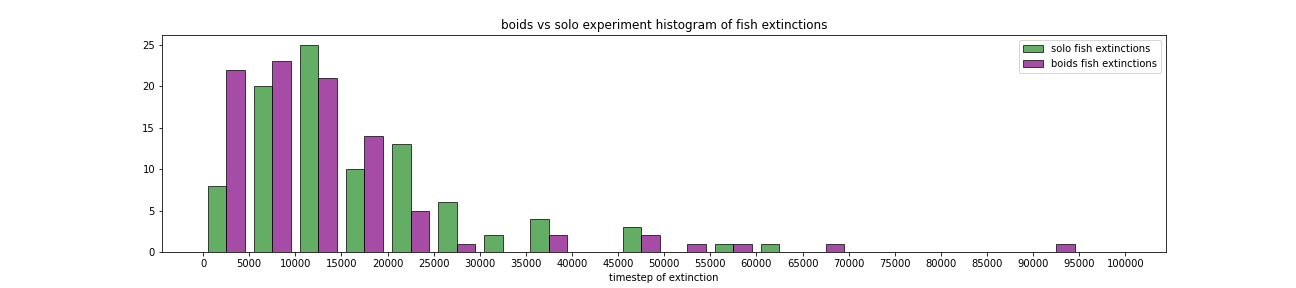 boids vs solo experiment histogram of fish extinctions
25
20
15
10
5
0
solo fish extinctions
boids fish extinctions
0 5000 10000 15000 20000 25000 30000 35000 40000 45000 50000 55000 60000 65000 70000 75000 80000 85000 90000 95000 100000
timestep of extinction